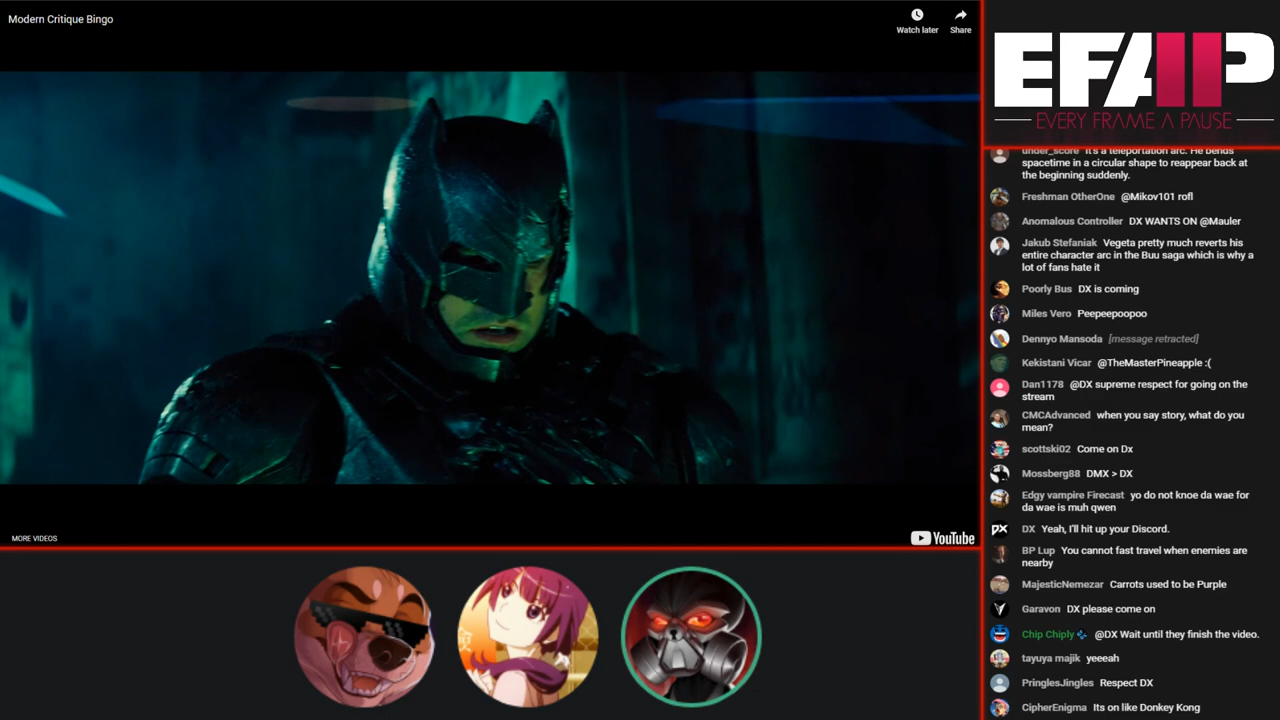 Modern Critique Bingo
Watch later
Share
MORE VIDEOS
YouTube
EFAP
EVERY FRAME A PAUSE
under_score It's a teleportation arc. He bends
spacetime in a circular shape to reappear back at
the beginning suddenly.
Freshman OtherOne @Mikov101 rofl
Anomalous Controller DX WANTS ON @Mauler
Jakub Stefaniak Vegeta pretty much reverts his
entire character arc in the Buu saga which is why a
lot of fans hate it
Poorly Bus DX is coming
Miles Vero Peepeepoopoo
Dennyo Mansoda [message retracted]
Kekistani Vicar @TheMasterPineapple :(
Dan1178 @DX supreme respect for going on the
stream
CMCAdvanced when you say story, what do you
mean?
scottski02 Come on Dx
Mossberg88 DMX > DX
Edgy vampire Firecast yo do not knoe da wae for
da wae is muh qwen
DX DX Yeah, I'll hit up your Discord.
BP Lup You cannot fast travel when enemies are
nearby
MajesticNemezar Carrots used to be Purple
Garavon DX please come on
Chip Chiply @DX Wait until they finish the video.
tayuya majik yeeeah
PringlesJingles Respect DX
CipherEnigma Its on like Donkey Kong